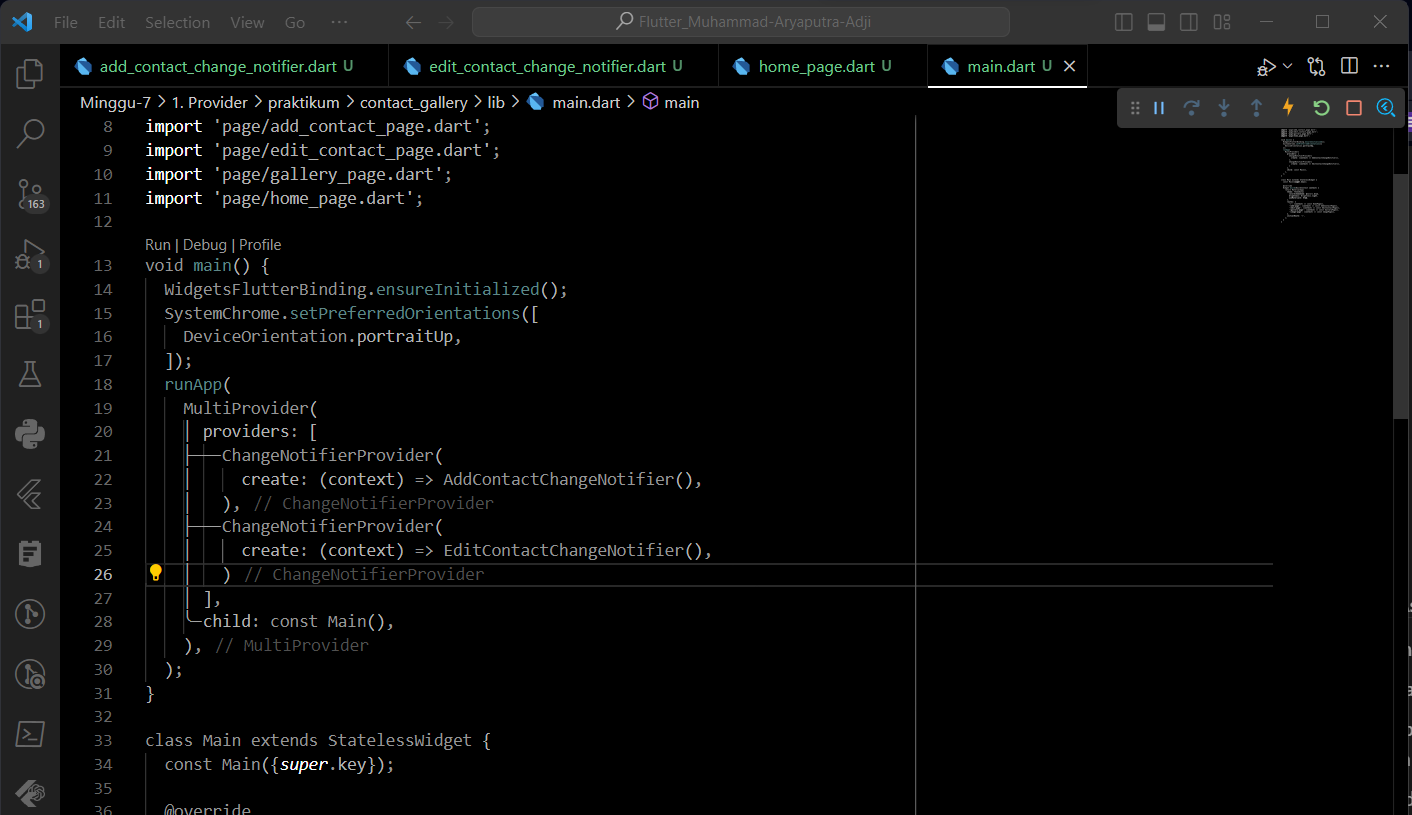 File Edit Selection View Go ··· Flutter_Muhammad-Aryaputra-Adji
add_contact_change_notifier.dart U edit_contact_change_notifier.dart U home_page.dart U main.dart U
Minggu-7 > 1. Provider > praktikum > contact_gallery > lib > main.dart > main
8 import 'page/add_contact_page.dart';
9 import 'page/edit_contact_page.dart';
10 import 'page/gallery_page.dart';
11 import 'page/home_page.dart';
12
Run | Debug | Profile
13 void main() {
14 WidgetsFlutterBinding.ensureInitialized();
15 SystemChrome.setPreferredOrientations([
16 DeviceOrientation.portraitUp,
17 ]);
18 runApp(
19 MultiProvider(
20 providers: [
21 ChangeNotifierProvider(
22 create: (context) => AddContactChangeNotifier(),
23 ), // ChangeNotifierProvider
24 ChangeNotifierProvider(
25 create: (context) => EditContactChangeNotifier(),
26 ) // ChangeNotifierProvider
27 ],
28 child: const Main(),
29 ), // MultiProvider
30 );
31 }
32
33 class Main extends StatelessWidget {
34 const Main({super.key});
35
36 @override
163
1
1